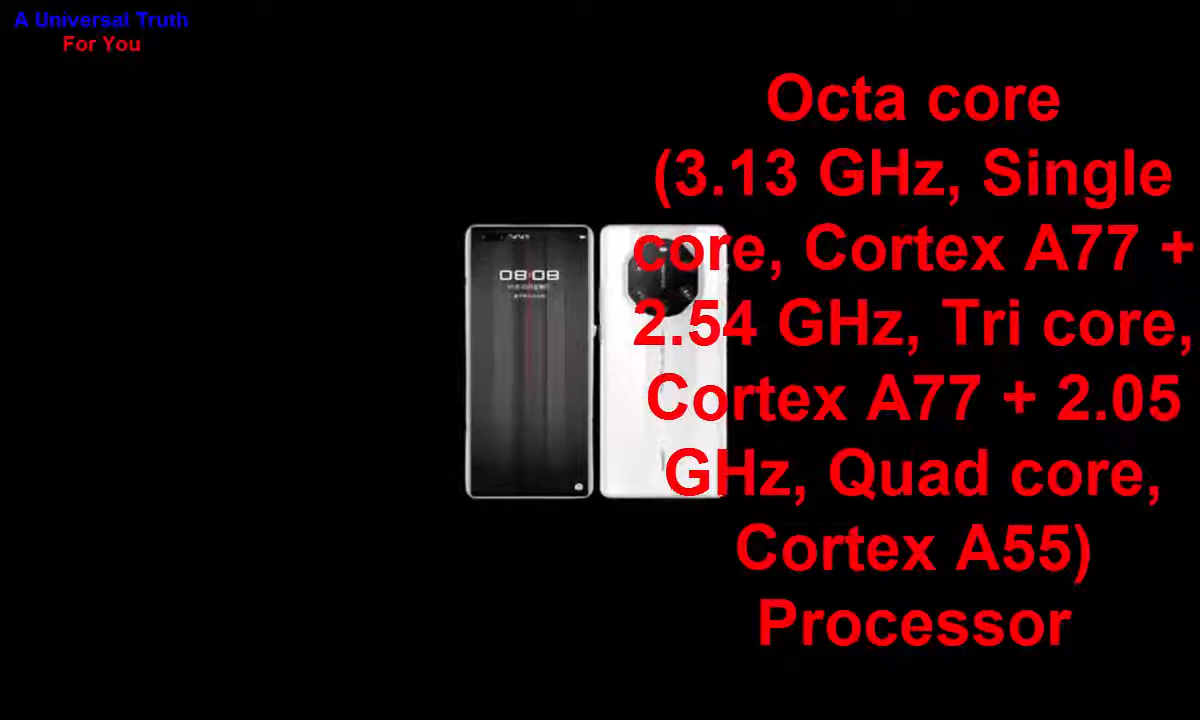 A Universal Truth
For You
Octa core
(3.13 GHz, Single
core, Cortex A77 +
2.54 GHz, Tri core,
Cortex A77 + 2.05
GHz, Quad core,
Cortex A55)
Processor
08:08